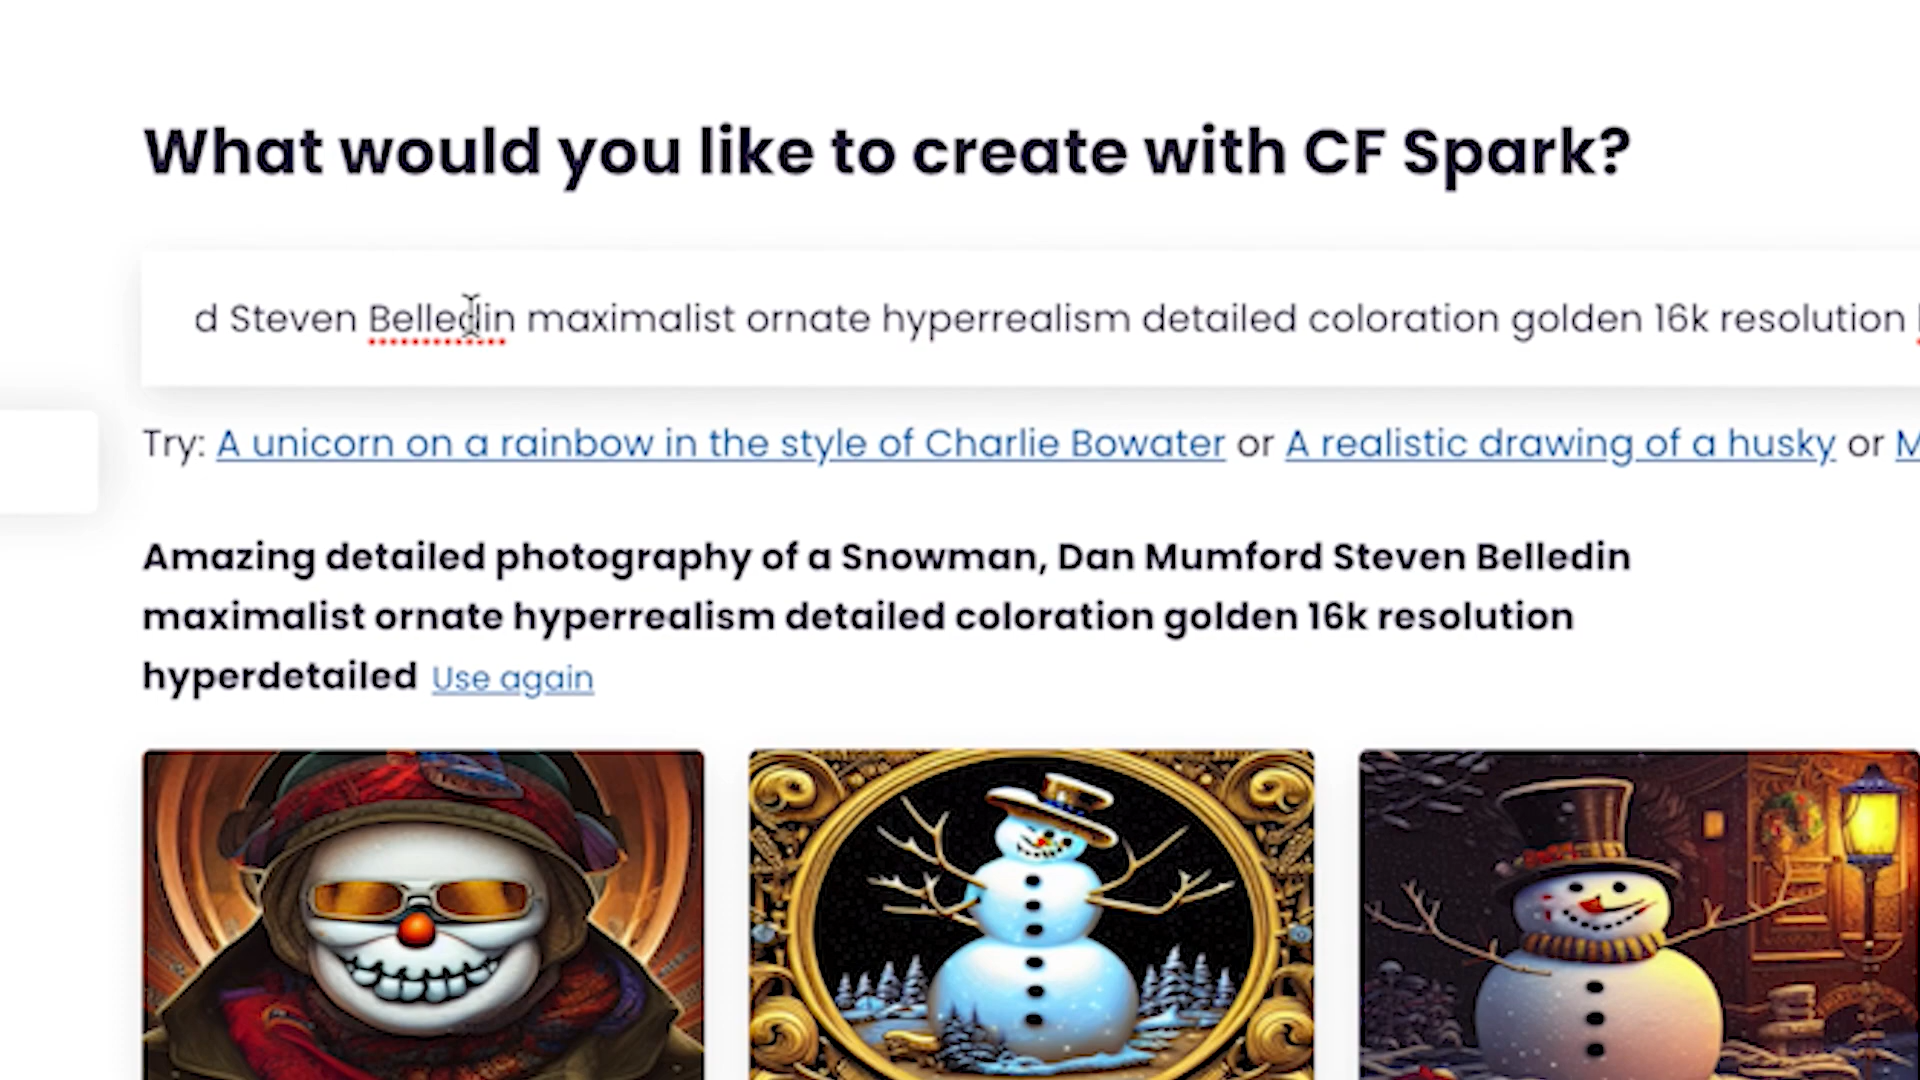 What would you like to create with CF Spark?
d Steven Belledin maximalist ornate hyperrealism detailed coloration golden 16k resolution
Try: A unicorn on a rainbow in the style of Charlie Bowater or A realistic drawing of a husky or M
Amazing detailed photography of a Snowman, Dan Mumford Steven Belledin
maximalist ornate hyperrealism detailed coloration golden 16k resolution
hyperdetailed Use again